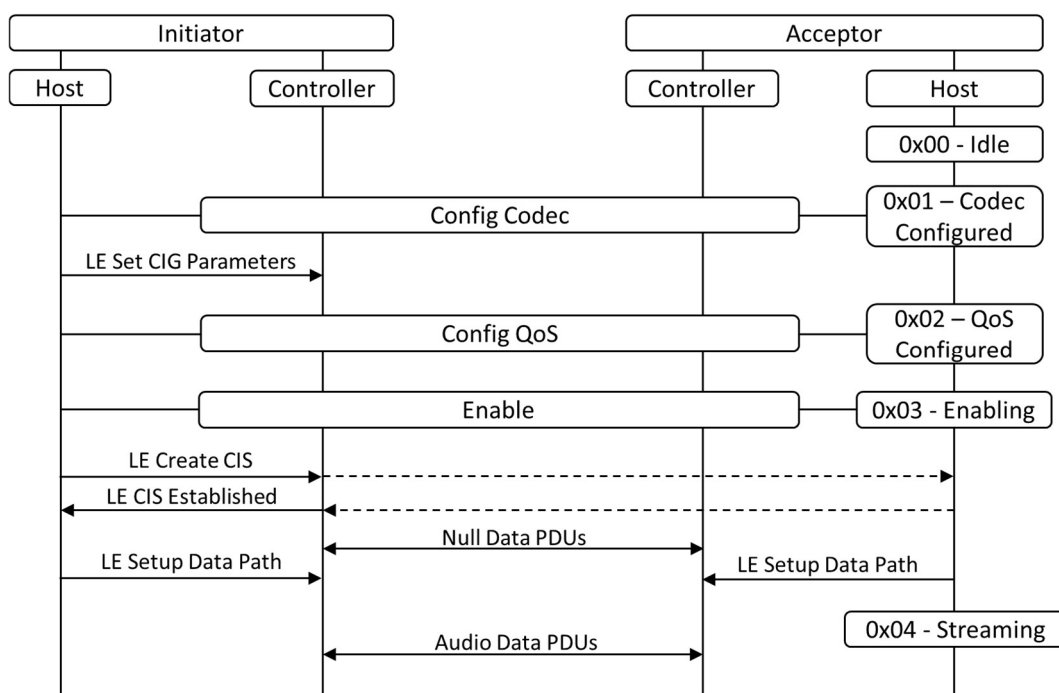 Initiator
Acceptor
Host
Controller
Controller
Host
0x00 - Idle
Config Codec
0x01 – Codec
Configured
LE Set CIG Parameters
Config QoS
0x02 – QoS
Configured
Enable
0x03 - Enabling
LE Create CIS
LE CIS Established
Null Data PDUs
LE Setup Data Path
LE Setup Data Path
0x04 - Streaming
Audio Data PDUs